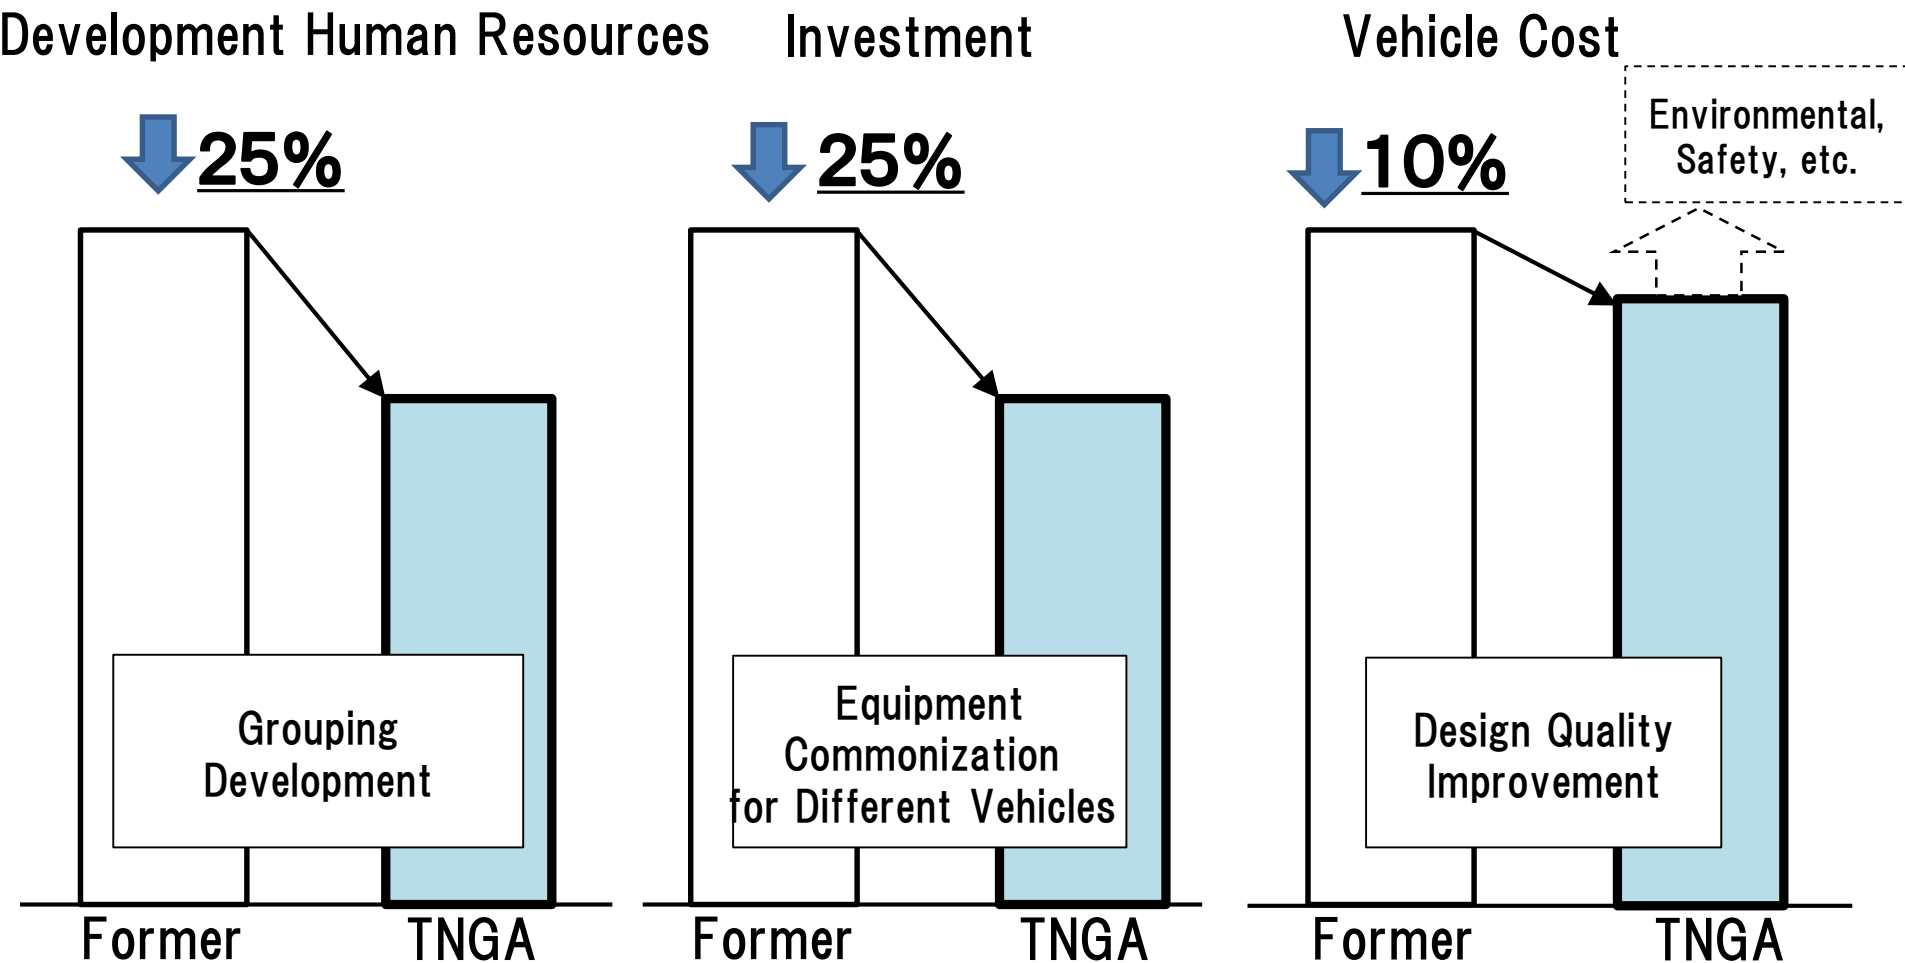 Development Human Resources
25%
Grouping
Development
Former
TNGA
Investment
25%
Equipment
Commonization
for Different Vehicles
Former
TNGA
Vehicle Cost
10%
Environmental,
Safety, etc.
Design Quality
Improvement
Former
TNGA